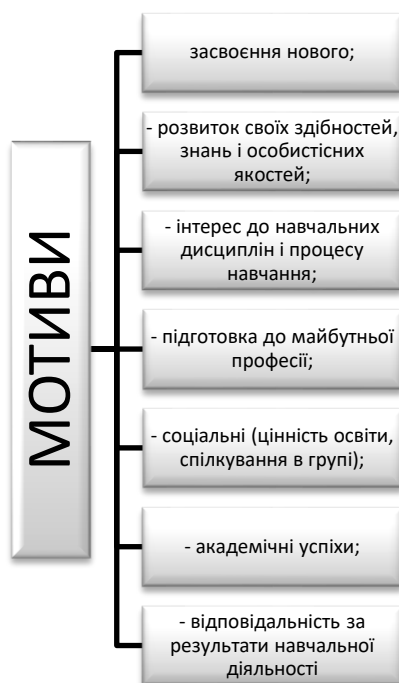 МОТИВИ
засвоєння нового;
- розвиток своїх здібностей,
знань і особистісних
якостей;
- інтерес до навчальних
дисциплін і процесу
навчання;
- підготовка до майбутньої
професії;
- соціальні (цінність освіти,
спілкування в групі);
- академічні успіхи;
- відповідальність за
результати навчальної
діяльності